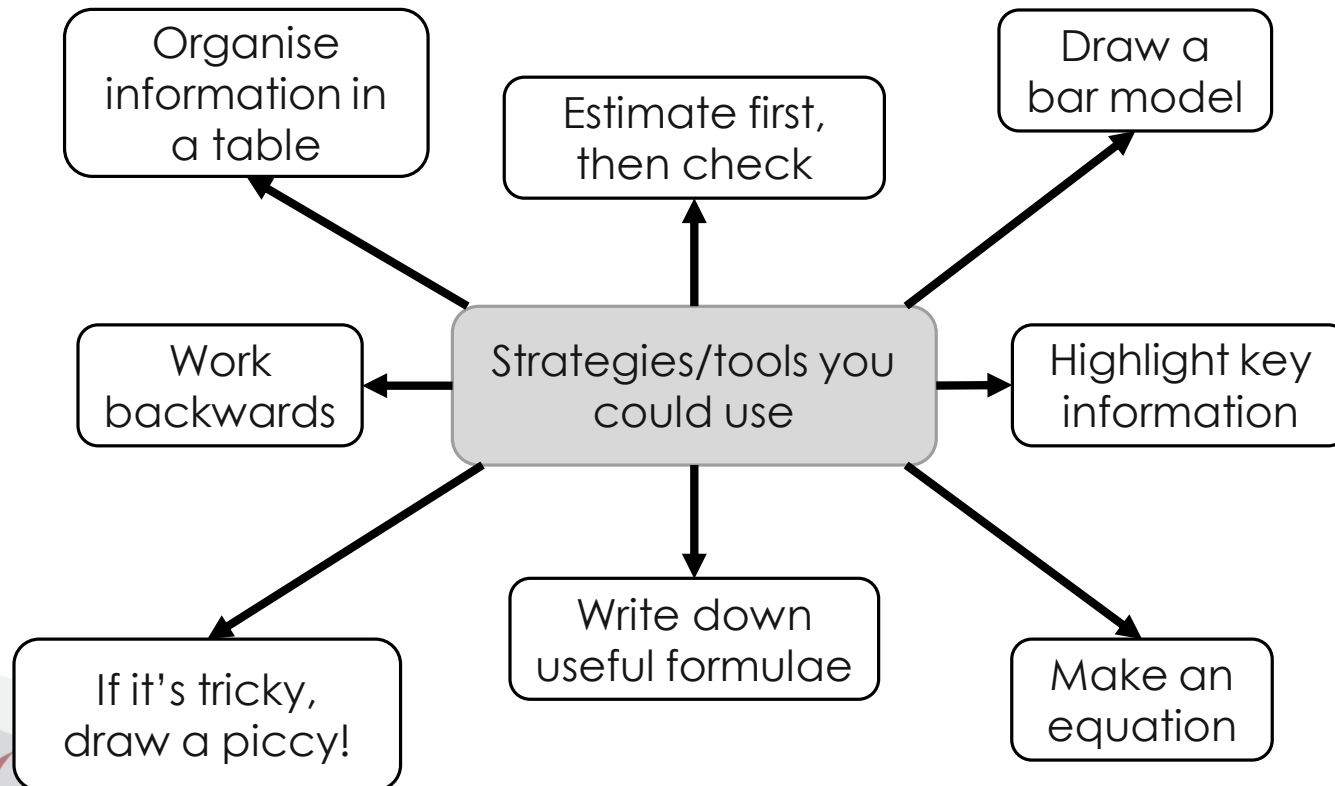 Organise
information in
a table
Estimate first,
then check
Draw a
bar model
Work
backwards
Strategies/tools you
could use
Highlight key
information
If it's tricky,
draw a piccy!
Write down
useful formulae
Make an
equation